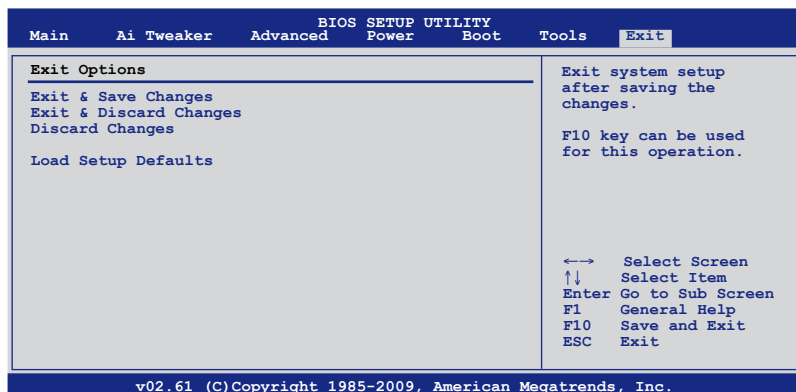 BIOS SETUP UTILITY
Main Ai Tweaker Advanced Power Boot Tools Exit
Exit Options
Exit & Save Changes
Exit & Discard Changes
Discard Changes
Load Setup Defaults
Exit system setup
after saving the
changes.
F10 key can be used
for this operation.
←→ Select Screen
↑↓ Select Item
Enter Go to Sub Screen
F1 General Help
F10 Save and Exit
ESC Exit
v02.61 (C)Copyright 1985-2009, American Megatrends, Inc.